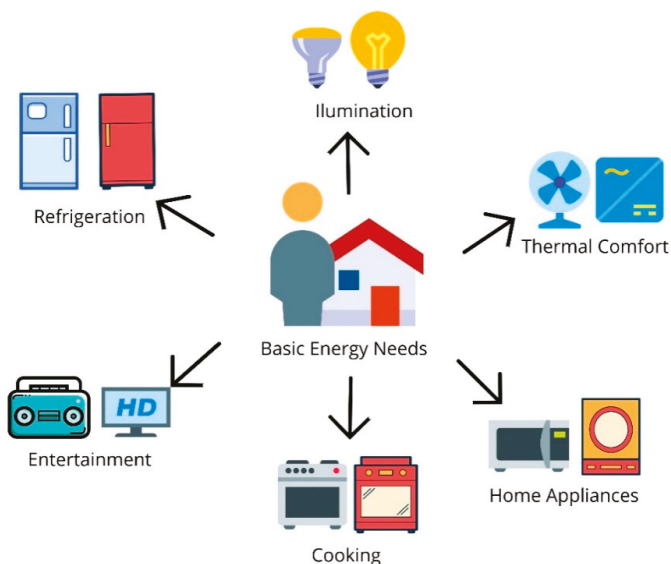 Ilumination
Refrigeration
Thermal Comfort
Basic Energy Needs
HD
Entertainment
Home Appliances
Cooking